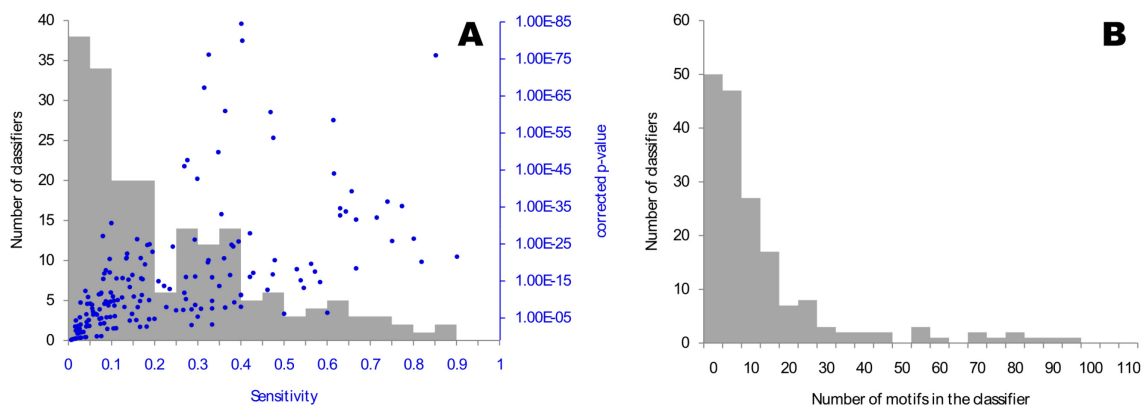 A
40
35
30
25
20
15
10
5
0
Number of classifiers
1.00E-85
1.00E-75
1.00E-65
1.00E-55
1.00E-45
1.00E-35
1.00E-25
1.00E-15
1.00E-05
corrected p-value
0 0.1 0.2 0.3 0.4 0.5 0.6 0.7 0.8 0.9 1
Sensitivity
B
60
50
40
30
20
10
0
Number of classifiers
0 10 20 30 40 50 60 70 80 90 100 110
Number of motifs in the classifier